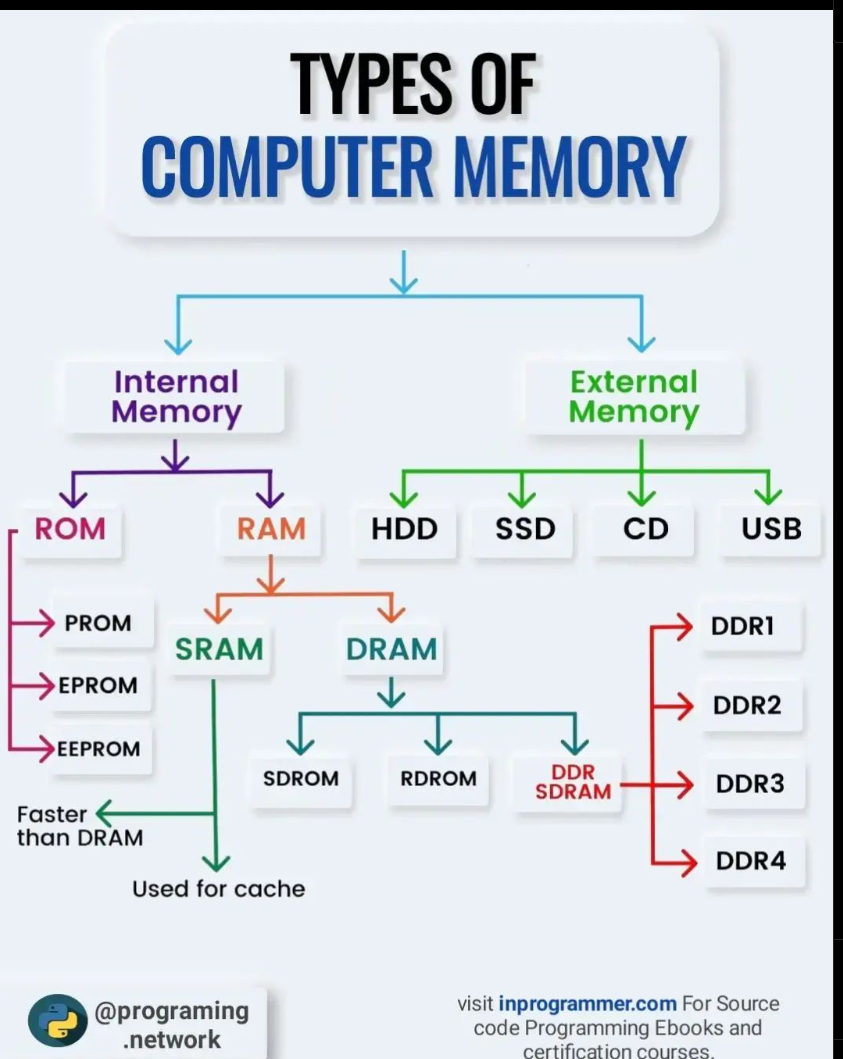 TYPES OF
COMPUTER MEMORY
Internal
Memory
External
Memory
ROM
RAM
HDD
SSD
CD
USB
PROM
EPROM
EEPROM
SRAM
DRAM
Faster
than DRAM
Used for cache
SDROM
RDROM
DDR
SDRAM
DDR1
DDR2
DDR3
DDR4
@programing
.network
visit inprogrammer.com For Source
code Programming Ebooks and
certification courses.